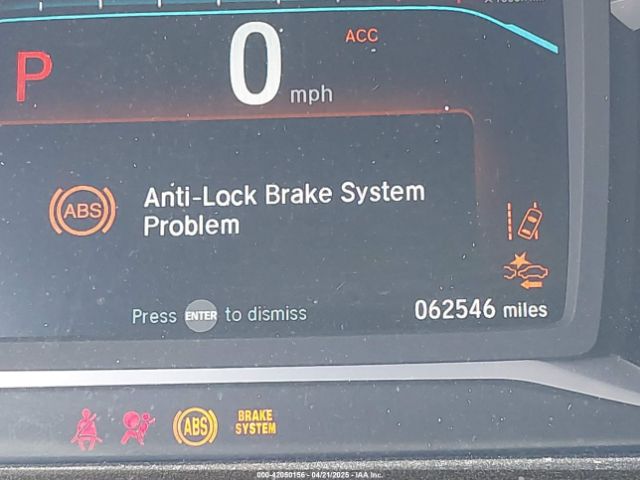 ACC
P
0 mph
Anti-Lock Brake System
ABS
Problem
Press ENTER to dismiss
062546 miles
ABS
BRAKE
SYSTEM
000-42050156 - 04/21/2025 - IAA, Inc.